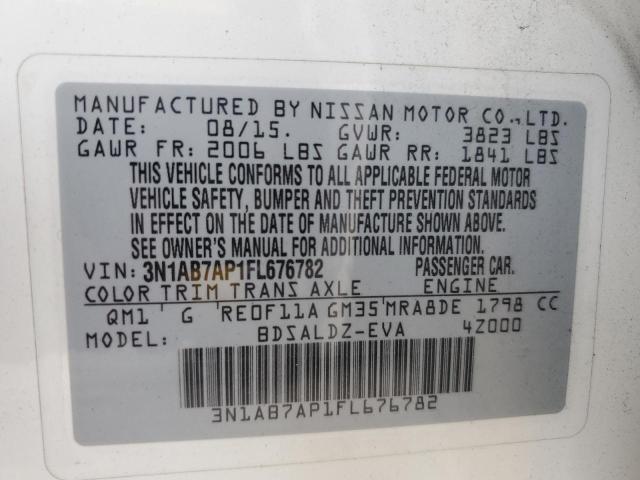 MANUFACTURED BY NISSAN MOTOR CO.,LTD.
DATE: 08/15. GVWR: 3823 LBS
GAWR FR: 2006 LBS GAWR RR: 1841 LBS
THIS VEHICLE CONFORMS TO ALL APPLICABLE FEDERAL MOTOR
VEHICLE SAFETY, BUMPER AND THEFT PREVENTION STANDARDS
IN EFFECT ON THE DATE OF MANUFACTURE SHOWN ABOVE.
SEE OWNER'S MANUAL FOR ADDITIONAL INFORMATION.
VIN: 3N1AB7AP1FL676782 PASSENGER CAR.
COLOR TRIM TRANS AXLE ENGINE
QM1 G RE0F11A GM35 MRA8DE 1798 CC
MODEL: BDSALDZ-EVA 4Z000
3N1AB7AP1FL676782